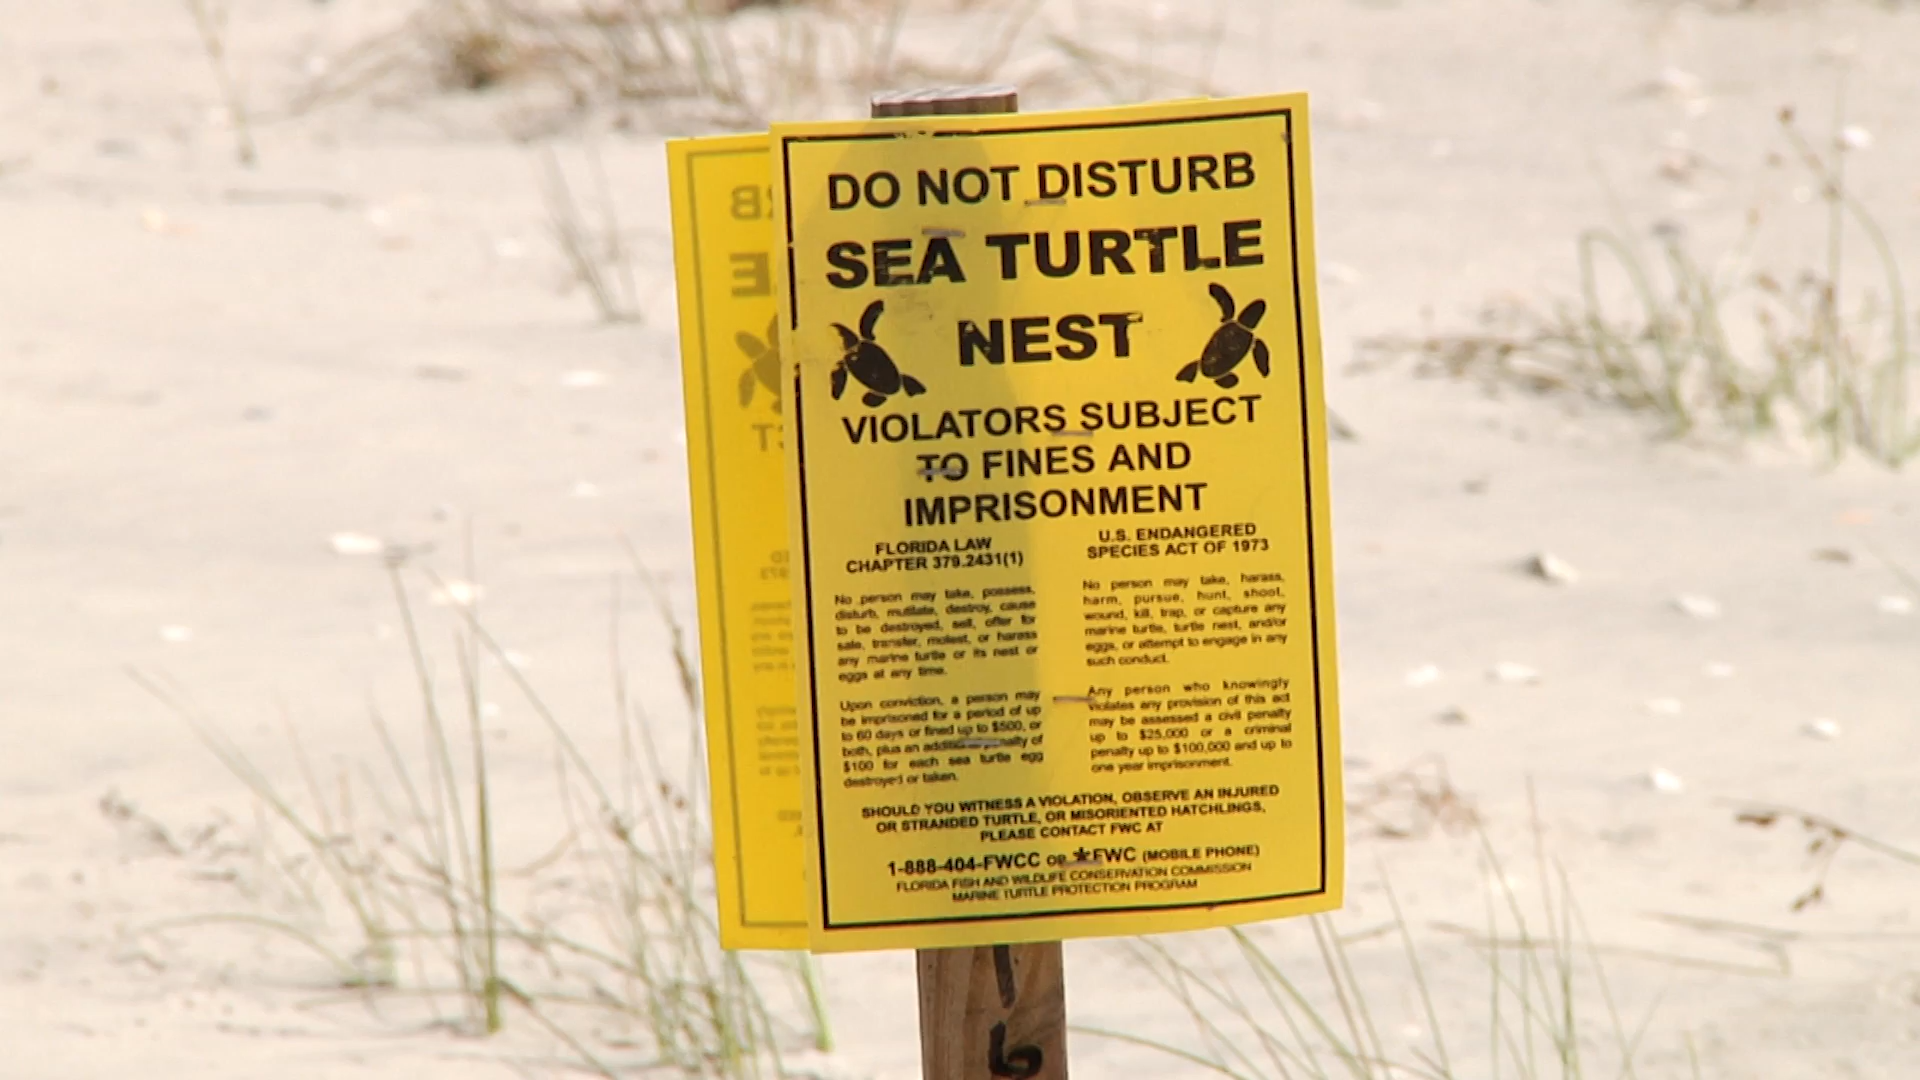 DO NOT DISTURB
SEA TURTLE
NEST
VIOLATORS SUBJECT
TO FINES AND
IMPRISONMENT
FLORIDA LAW
CHAPTER 379.2431(1)
No person may take, possess,
disturb, mutilate, destroy, cause
to be destroyed, sell, offer for
sale, transfer, molest, or harass
any marine turtle or its nest or
eggs at any time.
Upon conviction, a person may
be imprisoned for a period of up
to 60 days or fined up to $500, or
both, plus an additional penalty of
$100 for each sea turtle egg
destroyed or taken.
U.S. ENDANGERED
SPECIES ACT OF 1973
No person may take, harass,
harm, pursue, hunt, shoot,
wound, kill, trap, or capture any
marine turtle, turtle nest, and/or
eggs, or attempt to engage in any
such conduct.
Any person who knowingly
violates any provision of this act
may be assessed a civil penalty
up to $25,000 or a criminal
penalty up to $100,000 and up to
one year imprisonment.
SHOULD YOU WITNESS A VIOLATION, OBSERVE AN INJURED
OR STRANDED TURTLE, OR MISORIENTED HATCHLINGS,
PLEASE CONTACT FWC AT
1-888-404-FWCC OR *FWC (MOBILE PHONE)
FLORIDA FISH AND WILDLIFE CONSERVATION COMMISSION
MARINE TURTLE PROTECTION PROGRAM
1
6